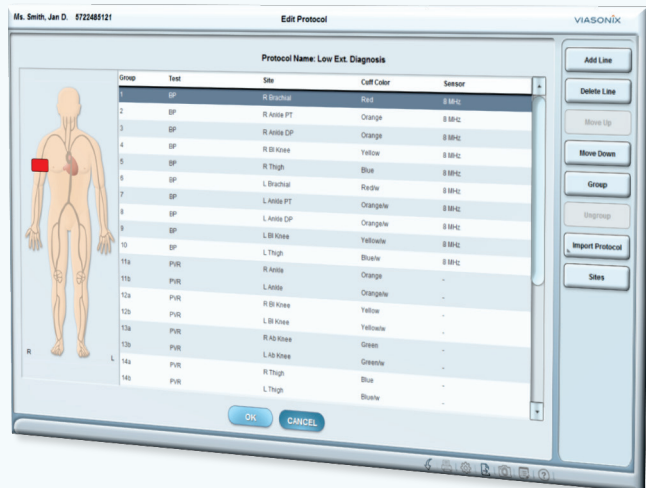 Ms. Smith, Jan D. 5722485121
Edit Protocol
VIASONIX
Protocol Name: Low Ext. Diagnosis
Group Test Site Cuff Color Sensor
1 BP R Brachial Red 8 MHz
2 BP R Ankle PT Orange 8 MHz
3 BP R Ankle DP Orange 8 MHz
4 BP R Bl Knee Yellow 8 MHz
5 BP R Thigh Blue 8 MHz
6 BP L Brachial Red/w 8 MHz
7 BP L Ankle PT Orange/w 8 MHz
8 BP L Ankle DP Orange/w 8 MHz
9 BP L Bl Knee Yellow/w 8 MHz
10 BP L Thigh Blue/w 8 MHz
11a PVR R Ankle Orange -
11b PVR L Ankle Orange/w -
12a PVR R Bl Knee Yellow -
12b PVR L Bl Knee Yellow/w -
13a PVR R Ab Knee Green -
13b PVR L Ab Knee Green/w -
14a PVR R Thigh Blue -
14b PVR L Thigh Blue/w -
R L
OK CANCEL
Add Line
Delete Line
Move Up
Move Down
Group
Ungroup
Import Protocol
Sites